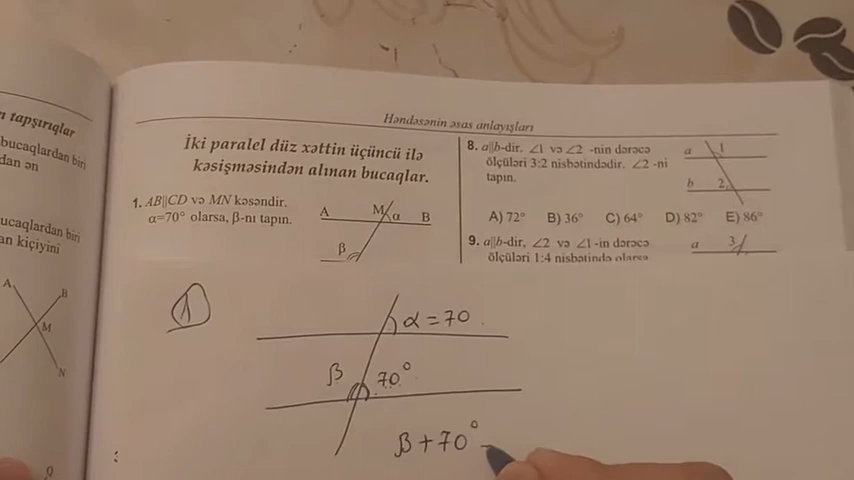 ı tapşırıqlar
bucaqlardan biri
dan ən
ucaqlardan biri
an kiçiyini
A
B
M
N
Q
Həndəsənin əsas anlayışları
İki paralel düz xəttin üçüncü ilə
kəsişməsindən alınan bucaqlar.
1. AB||CD və MN kəsəndir.
α=70° olarsa, β-nı tapın.
A M α B
β
8. a||b-dir. ∠1 və ∠2 -nin dərəcə
ölçüləri 3:2 nisbətindədir. ∠2 -ni
tapın.
a 1
b 2
A) 72° B) 36° C) 64° D) 82° E) 86°
9. a||b-dir, ∠2 və ∠1-in dərəcə
ölçüləri 1:4 nisbətində olarsa
a 3
1
α = 70
β 70°
β + 70°